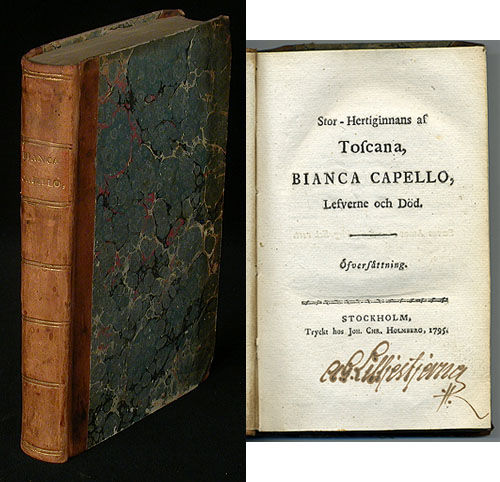 BIANCA
CAPELLO,
Stor-Hertiginnans af
Toſcana,
BIANCA CAPELLO,
Lefverne och Död.
Öfverſättning.
STOCKHOLM,
Tryckt hos Joh. Chr. Holmberg, 1795.